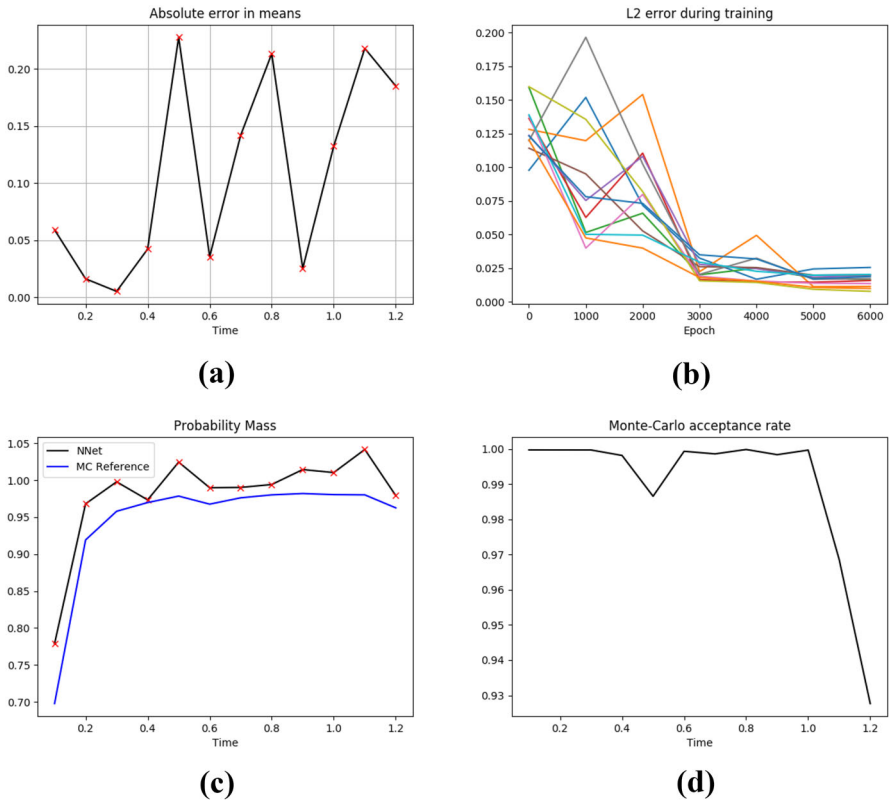 Absolute error in means
0.20
0.15
0.10
0.05
0.00
0.2 0.4 0.6 0.8 1.0 1.2
Time
(a)
L2 error during training
0.200
0.175
0.150
0.125
0.100
0.075
0.050
0.025
0.000
0 1000 2000 3000 4000 5000 6000
Epoch
(b)
Probability Mass
NNet
MC Reference
1.05
1.00
0.95
0.90
0.85
0.80
0.75
0.70
0.2 0.4 0.6 0.8 1.0 1.2
Time
(c)
Monte-Carlo acceptance rate
1.00
0.99
0.98
0.97
0.96
0.95
0.94
0.93
0.2 0.4 0.6 0.8 1.0 1.2
Time
(d)